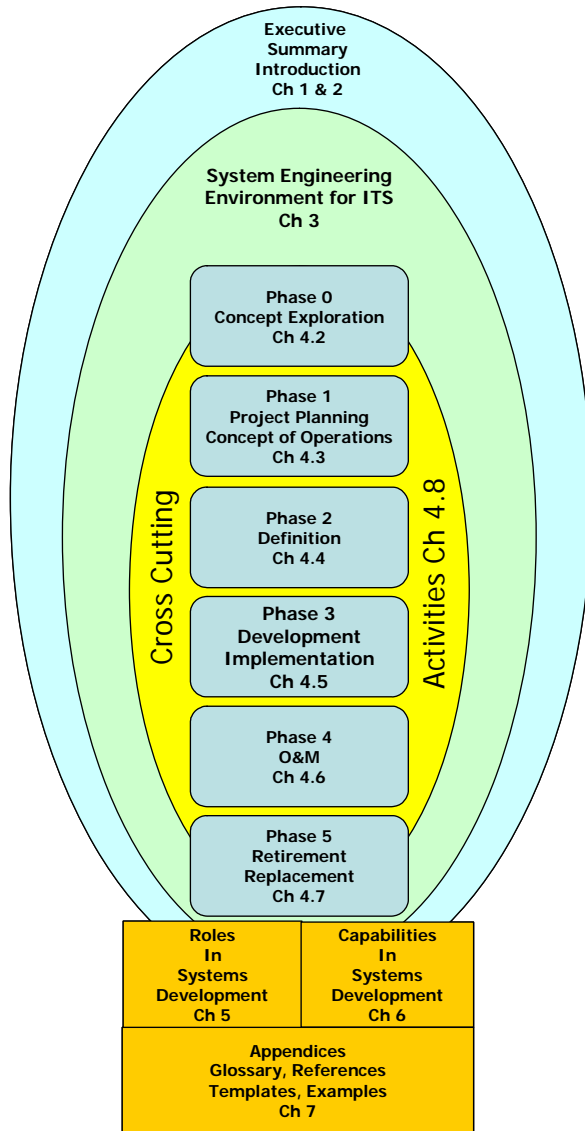 Executive
Summary
Introduction
Ch 1 & 2
System Engineering
Environment for ITS
Ch 3
Phase 0
Concept Exploration
Ch 4.2
Phase 1
Project Planning
Concept of Operations
Ch 4.3
Cross Cutting
Activities Ch 4.8
Phase 2
Definition
Ch 4.4
Phase 3
Development
Implementation
Ch 4.5
Phase 4
O&M
Ch 4.6
Phase 5
Retirement
Replacement
Ch 4.7
Roles
In
Systems
Development
Ch 5
Capabilities
In
Systems
Development
Ch 6
Appendices
Glossary, References
Templates, Examples
Ch 7